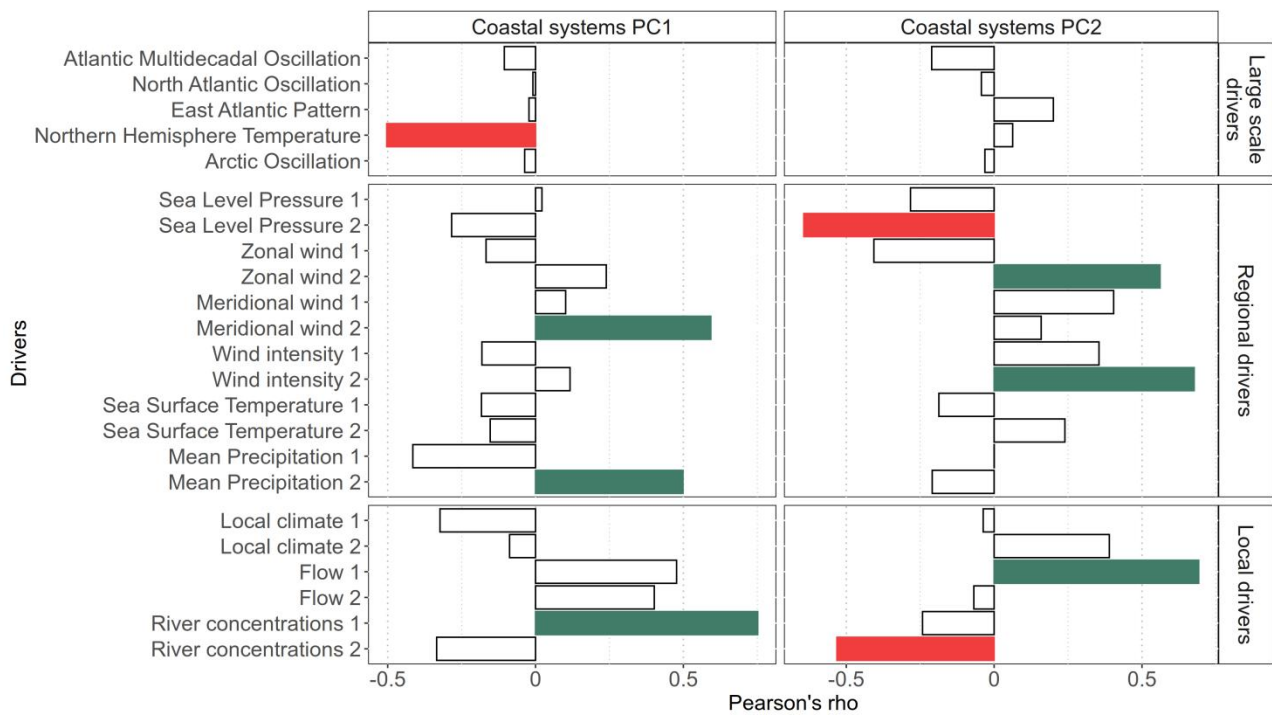 Coastal systems PC1
Coastal systems PC2
Atlantic Multidecadal Oscillation
North Atlantic Oscillation
East Atlantic Pattern
Northern Hemisphere Temperature
Arctic Oscillation
Large scale
drivers
Sea Level Pressure 1
Sea Level Pressure 2
Zonal wind 1
Zonal wind 2
Meridional wind 1
Meridional wind 2
Wind intensity 1
Wind intensity 2
Sea Surface Temperature 1
Sea Surface Temperature 2
Mean Precipitation 1
Mean Precipitation 2
Regional drivers
Drivers
Local climate 1
Local climate 2
Flow 1
Flow 2
River concentrations 1
River concentrations 2
Local drivers
-0.5 0 0.5
-0.5 0 0.5
Pearson's rho